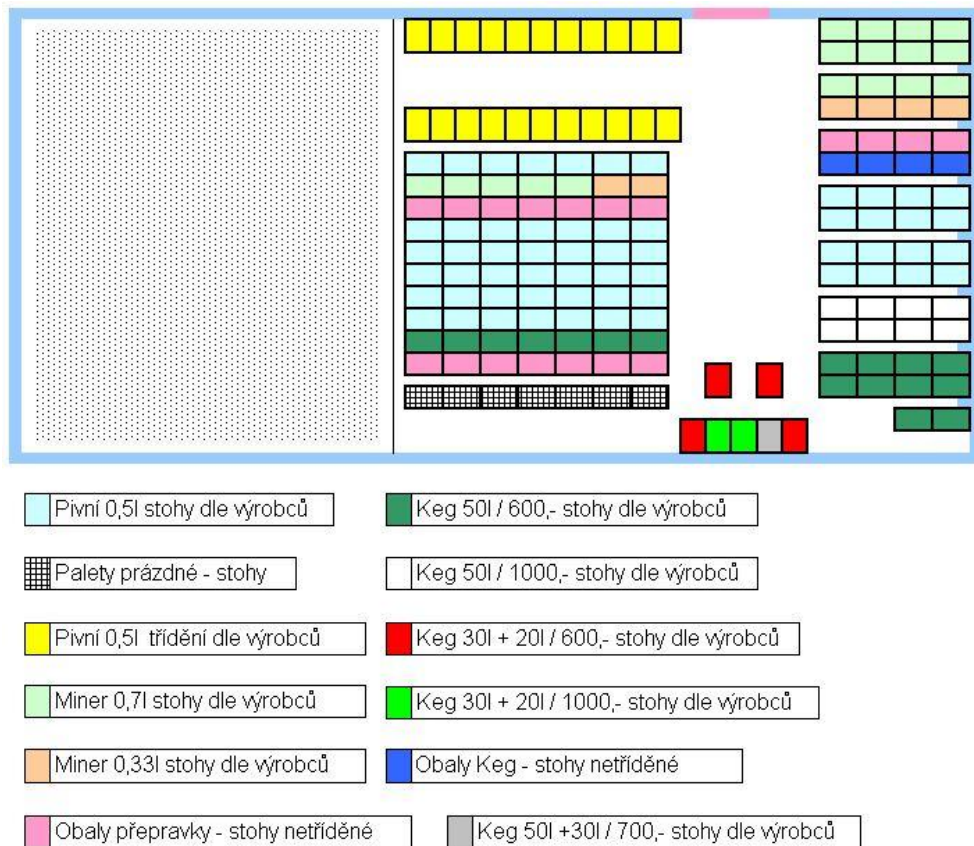 Pivní 0,5l stohy dle výrobců
Keg 50l / 600,- stohy dle výrobců
Palety prázdné - stohy
Keg 50l / 1000,- stohy dle výrobců
Pivní 0,5l  třídění dle výrobců
Keg 30l + 20l / 600,- stohy dle výrobců
Miner 0,7l stohy dle výrobců
Keg 30l + 20l / 1000,- stohy dle výrobců
Miner 0,33l stohy dle výrobců
Obaly Keg - stohy netříděné
Obaly přepravky - stohy netříděné
Keg 50l +30l / 700,- stohy dle výrobců